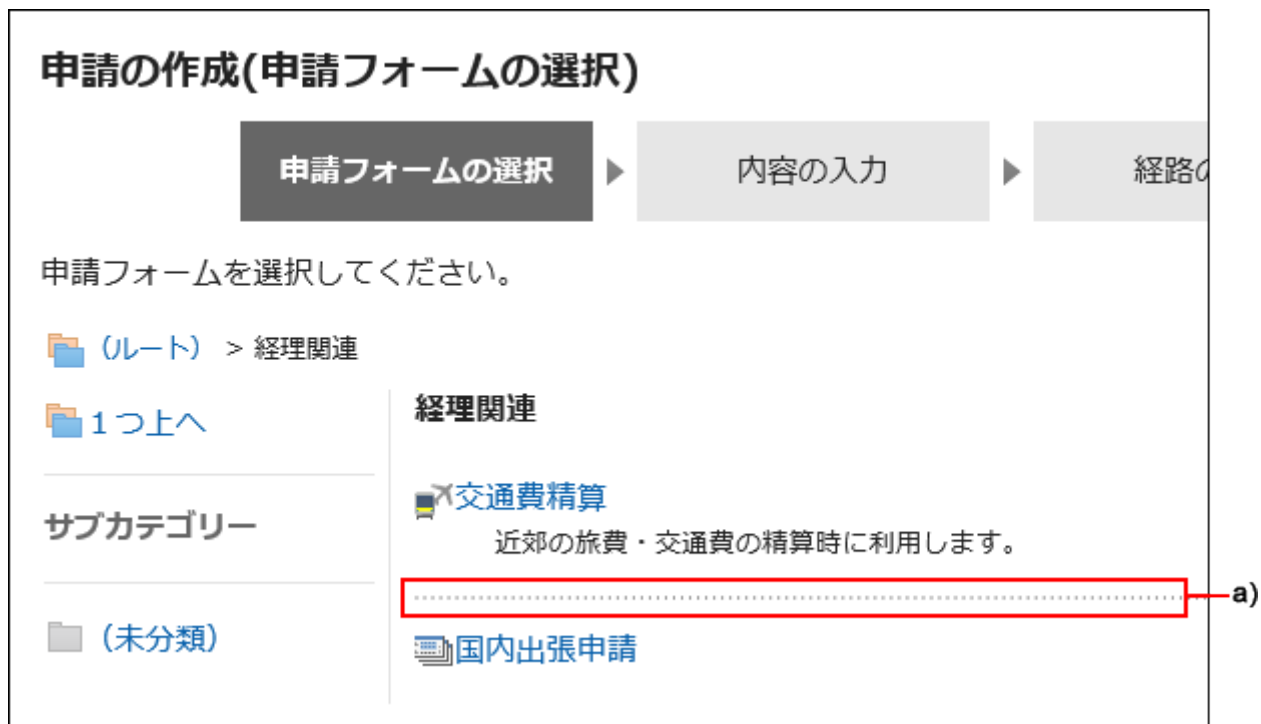 申請の作成(申請フォームの選択)
申請フォームの選択
内容の入力
経路の
申請フォームを選択してください。
（ルート） > 経理関連
１つ上へ
サブカテゴリー
（未分類）
経理関連
交通費精算
近郊の旅費・交通費の精算時に利用します。
a)
国内出張申請